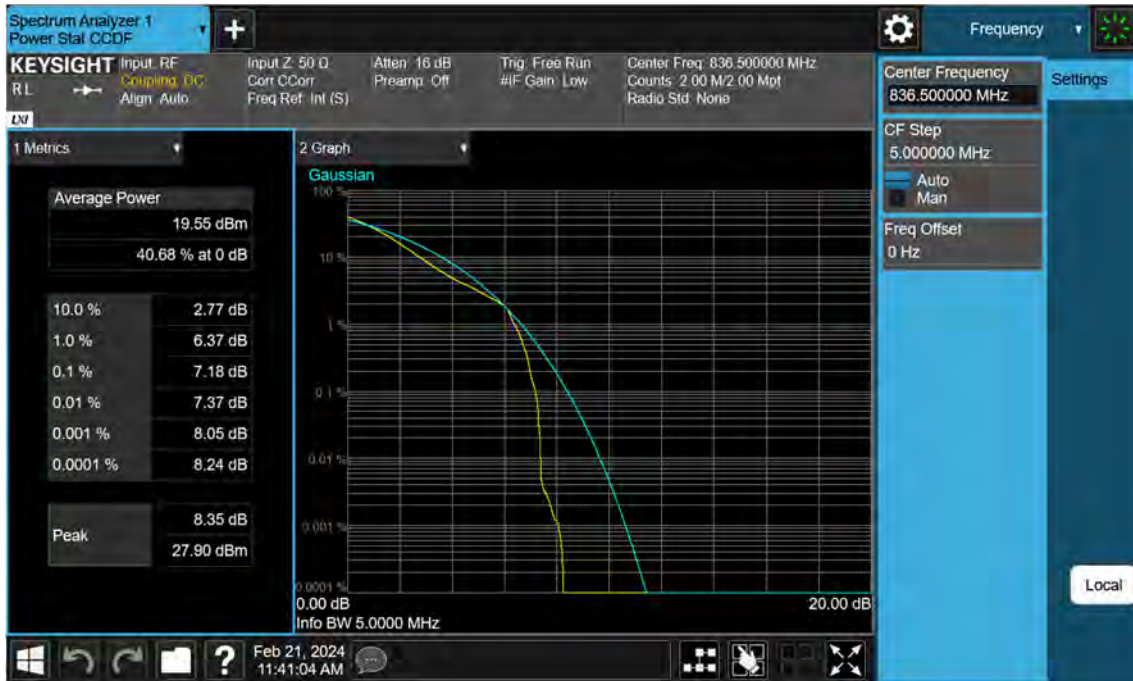 Spectrum Analyzer 1
Power Stat CCDF
+
Frequency
KEYSIGHT
RL
LXI
Input: RF
Coupling: DC
Align: Auto
Input Z: 50 Ω
Corr CCorr
Freq Ref: Int (S)
Atten: 16 dB
Preamp: Off
Trig: Free Run
#IF Gain: Low
Center Freq: 836.500000 MHz
Counts: 2.00 M/2.00 Mpt
Radio Std: None
Center Frequency
836.500000 MHz
Settings
CF Step
5.000000 MHz
Auto
Man
Freq Offset
0 Hz
1 Metrics
Average Power
19.55 dBm
40.68 % at 0 dB
10.0 % 2.77 dB
1.0 % 6.37 dB
0.1 % 7.18 dB
0.01 % 7.37 dB
0.001 % 8.05 dB
0.0001 % 8.24 dB
Peak
8.35 dB
27.90 dBm
2 Graph
Gaussian
100 %
10 %
1 %
0.1 %
0.01 %
0.001 %
0.0001 %
0.00 dB
20.00 dB
Info BW 5.0000 MHz
Local
?
Feb 21, 2024
11:41:04 AM